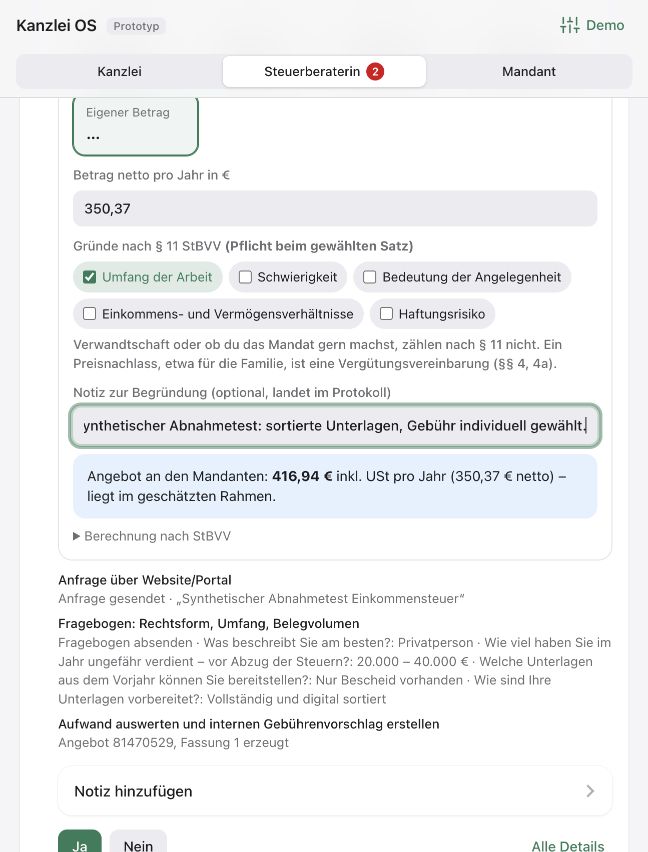 Kanzlei OS Prototyp Demo
Kanzlei Steuerberaterin 2 Mandant
Eigener Betrag
...
Betrag netto pro Jahr in €
350,37
Gründe nach § 11 StBVV (Pflicht beim gewählten Satz)
Umfang der Arbeit Schwierigkeit Bedeutung der Angelegenheit
Einkommens- und Vermögensverhältnisse Haftungsrisiko
Verwandtschaft oder ob du das Mandat gern machst, zählen nach § 11 nicht. Ein
Preisnachlass, etwa für die Familie, ist eine Vergütungsvereinbarung (§§ 4, 4a).
Notiz zur Begründung (optional, landet im Protokoll)
ynthetischer Abnahmetest: sortierte Unterlagen, Gebühr individuell gewählt.
Angebot an den Mandanten: 416,94 € inkl. USt pro Jahr (350,37 € netto) –
liegt im geschätzten Rahmen.
Berechnung nach StBVV
Anfrage über Website/Portal
Anfrage gesendet · „Synthetischer Abnahmetest Einkommensteuer“
Fragebogen: Rechtsform, Umfang, Belegvolumen
Fragebogen absenden · Was beschreibt Sie am besten?: Privatperson · Wie viel haben Sie im
Jahr ungefähr verdient – vor Abzug der Steuern?: 20.000 – 40.000 € · Welche Unterlagen
aus dem Vorjahr können Sie bereitstellen?: Nur Bescheid vorhanden · Wie sind Ihre
Unterlagen vorbereitet?: Vollständig und digital sortiert
Aufwand auswerten und internen Gebührenvorschlag erstellen
Angebot 81470529, Fassung 1 erzeugt
Notiz hinzufügen
Ja Nein Alle Details